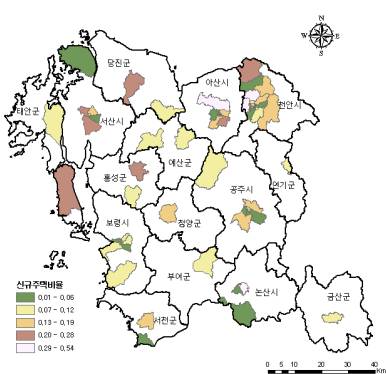 N
W E
S
당진군
아산시
천안시
태안군
서산시
예산군
홍성군
연기군
공주시
보령시
청양군
부여군
논산시
금산군
서천군
신규주택비율
0.01 - 0.06
0.07 - 0.12
0.13 - 0.19
0.20 - 0.28
0.29 - 0.54
0 5 10 20 30 40
Km